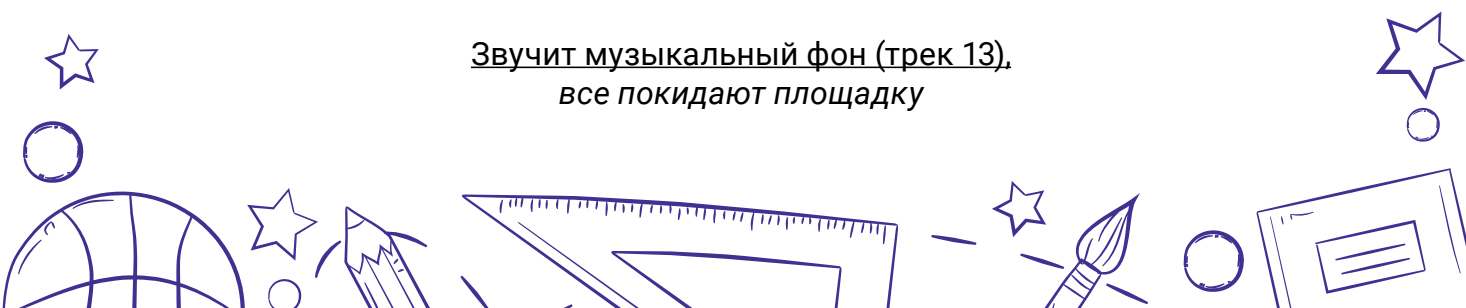 Звучит музыкальный фон (трек 13),
все покидают площадку